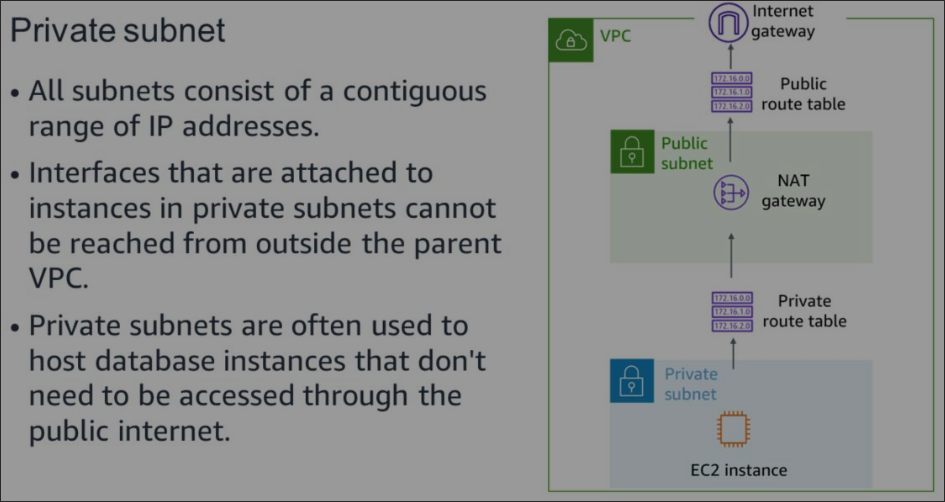 Private subnet
• All subnets consist of a contiguous
range of IP addresses.
• Interfaces that are attached to
instances in private subnets cannot
be reached from outside the parent
VPC.
• Private subnets are often used to
host database instances that don't
need to be accessed through the
public internet.
VPC
Internet
gateway
172.16.0.0
172.16.1.0
172.16.2.0
Public
route table
Public
subnet
NAT
gateway
172.16.0.0
172.16.1.0
172.16.2.0
Private
route table
Private
subnet
EC2 instance